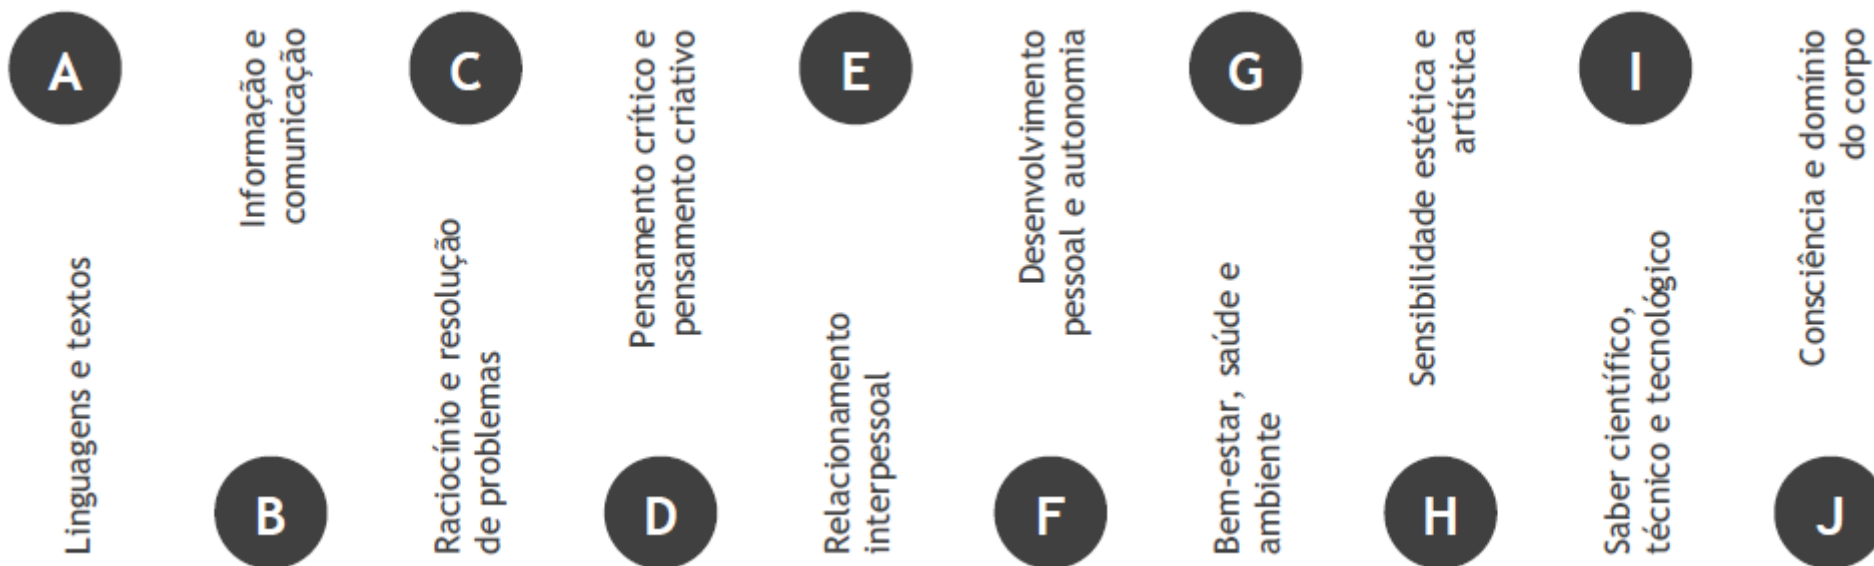 A
Linguagens e textos
Informação e
comunicação
B
C
Raciocínio e resolução
de problemas
Pensamento crítico e
pensamento criativo
D
E
Relacionamento
interpessoal
Desenvolvimento
pessoal e autonomia
F
G
Bem-estar, saúde e
ambiente
Sensibilidade estética e
artística
H
I
Saber científico,
técnico e tecnológico
Consciência e domínio
do corpo
J